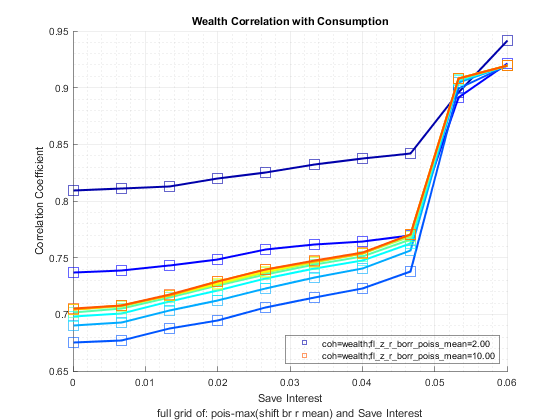 Wealth Correlation with Consumption
0.95
0.9
0.85
0.8
0.75
0.7
0.65
Correlation Coefficient
0
0.01
0.02
0.03
0.04
0.05
0.06
coh=wealth;fl_z_r_borr_poiss_mean=2.00
coh=wealth;fl_z_r_borr_poiss_mean=10.00
Save Interest
full grid of: pois-max(shift br r mean) and Save Interest